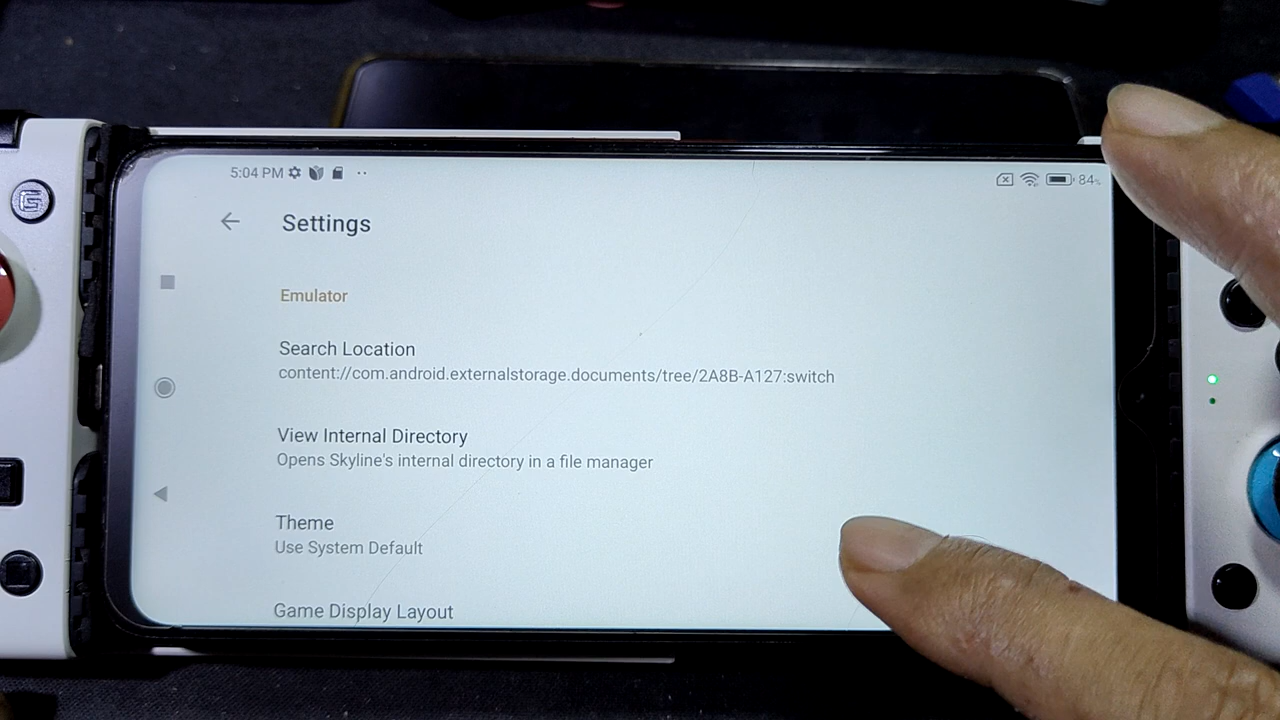 5:04 PM
84%
Settings
Emulator
Search Location
content://com.android.externalstorage.documents/tree/2A8B-A127:switch
View Internal Directory
Opens Skyline's internal directory in a file manager
Theme
Use System Default
Game Display Layout